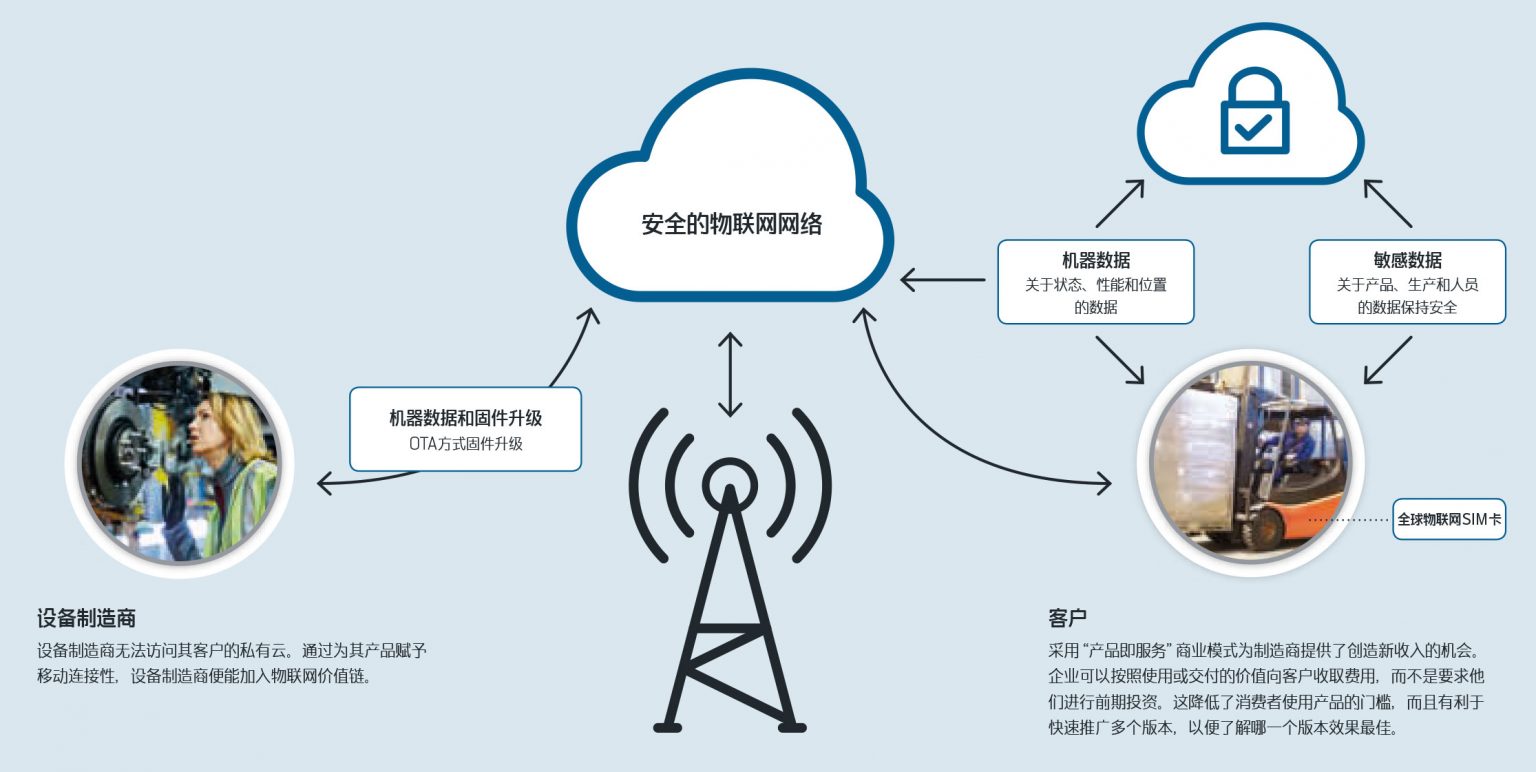 安全的物联网网络
机器数据
关于状态、性能和位置
的数据
敏感数据
关于产品、生产和人员
的数据保持安全
机器数据和固件升级
OTA方式固件升级
全球物联网SIM卡
设备制造商
设备制造商无法访问其客户的私有云。通过为其产品赋予
移动连接性，设备制造商便能加入物联网价值链。
客户
采用“产品即服务”商业模式为制造商提供了创造新收入的机会。
企业可以按照使用或交付的价值向客户收取费用，而不是要求他
们进行前期投资。这降低了消费者使用产品的门槛，而且有利于
快速推广多个版本，以便了解哪一个版本效果最佳。